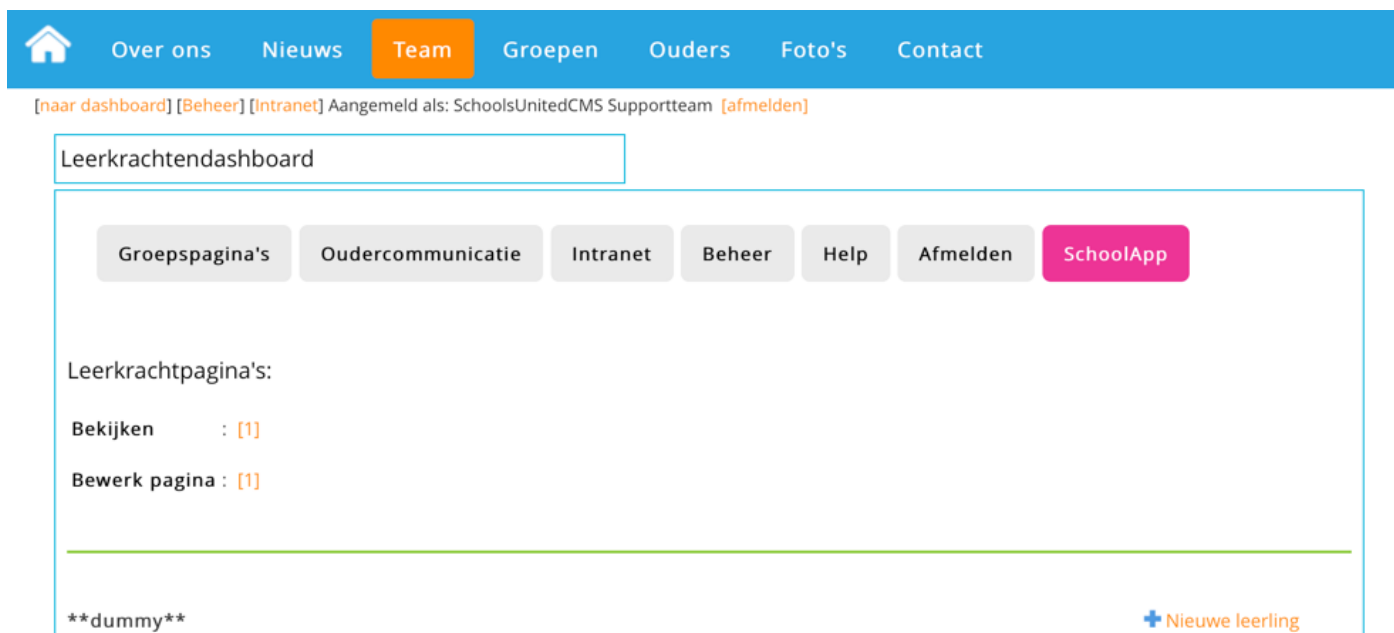 Over ons Nieuws Team Groepen Ouders Foto's Contact
[naar dashboard] [Beheer] [Intranet] Aangemeld als: SchoolsUnitedCMS Supportteam [afmelden]
Leerkrachtendashboard
Groepspagina's Oudercommunicatie Intranet Beheer Help Afmelden SchoolApp
Leerkrachtpagina's:
Bekijken : [1]
Bewerk pagina : [1]
**dummy** Nieuwe leerling